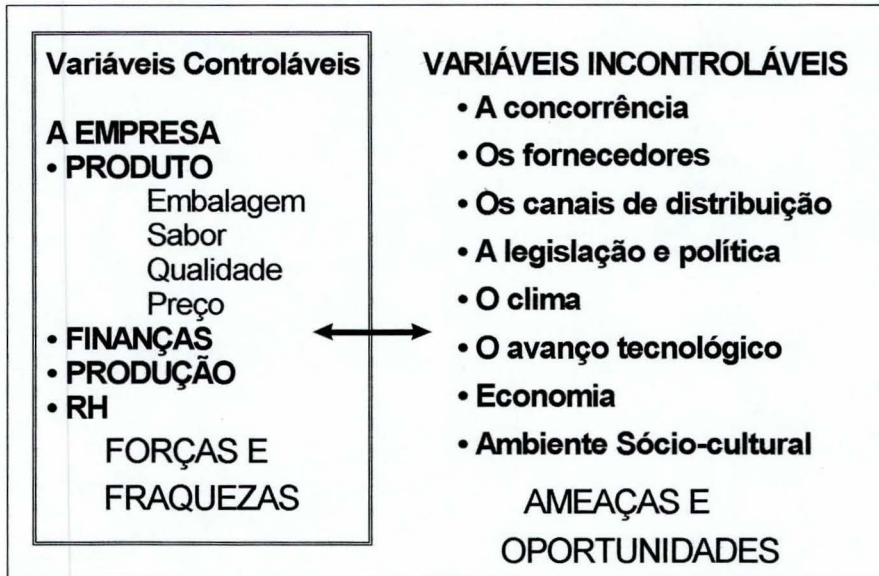 Variáveis Controláveis
A EMPRESA
• PRODUTO
Embalagem
Sabor
Qualidade
Preço
• FINANÇAS
• PRODUÇÃO
• RH
FORÇAS E
FRAQUEZAS
VARIÁVEIS INCONTROLÁVEIS
• A concorrência
• Os fornecedores
• Os canais de distribuição
• A legislação e política
• O clima
• O avanço tecnológico
• Economia
• Ambiente Sócio-cultural
AMEAÇAS E
OPORTUNIDADES